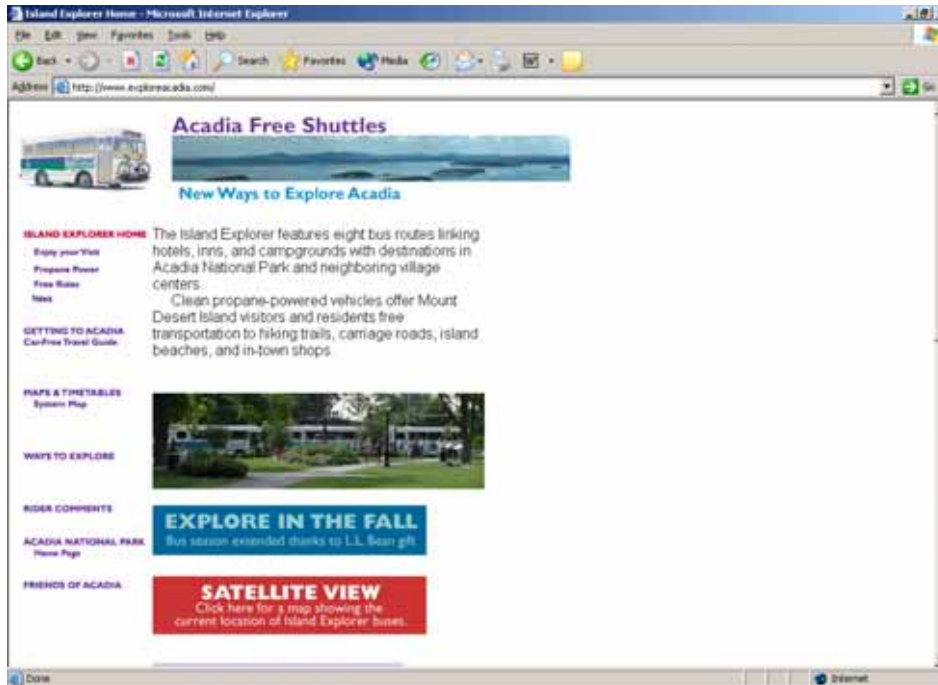 Island Explorer Home - Microsoft Internet Explorer
File Edit View Favorites Tools Help
Back Search Favorites Media
Address http://www.exploreacadia.com/ Go
Acadia Free Shuttles
New Ways to Explore Acadia
ISLAND EXPLORER HOME
Enjoy your Visit
Propane Power
Free Rides
News
GETTING TO ACADIA
Car-Free Travel Guide
MAPS & TIMETABLES
System Map
WAYS TO EXPLORE
RIDER COMMENTS
ACADIA NATIONAL PARK
Home Page
FRIENDS OF ACADIA
The Island Explorer features eight bus routes linking
hotels, inns, and campgrounds with destinations in
Acadia National Park and neighboring village
centers.
Clean propane-powered vehicles offer Mount
Desert Island visitors and residents free
transportation to hiking trails, carriage roads, island
beaches, and in-town shops.
EXPLORE IN THE FALL
Bus season extended thanks to L.L. Bean gift
SATELLITE VIEW
Click here for a map showing the
current location of Island Explorer buses.
Done Internet